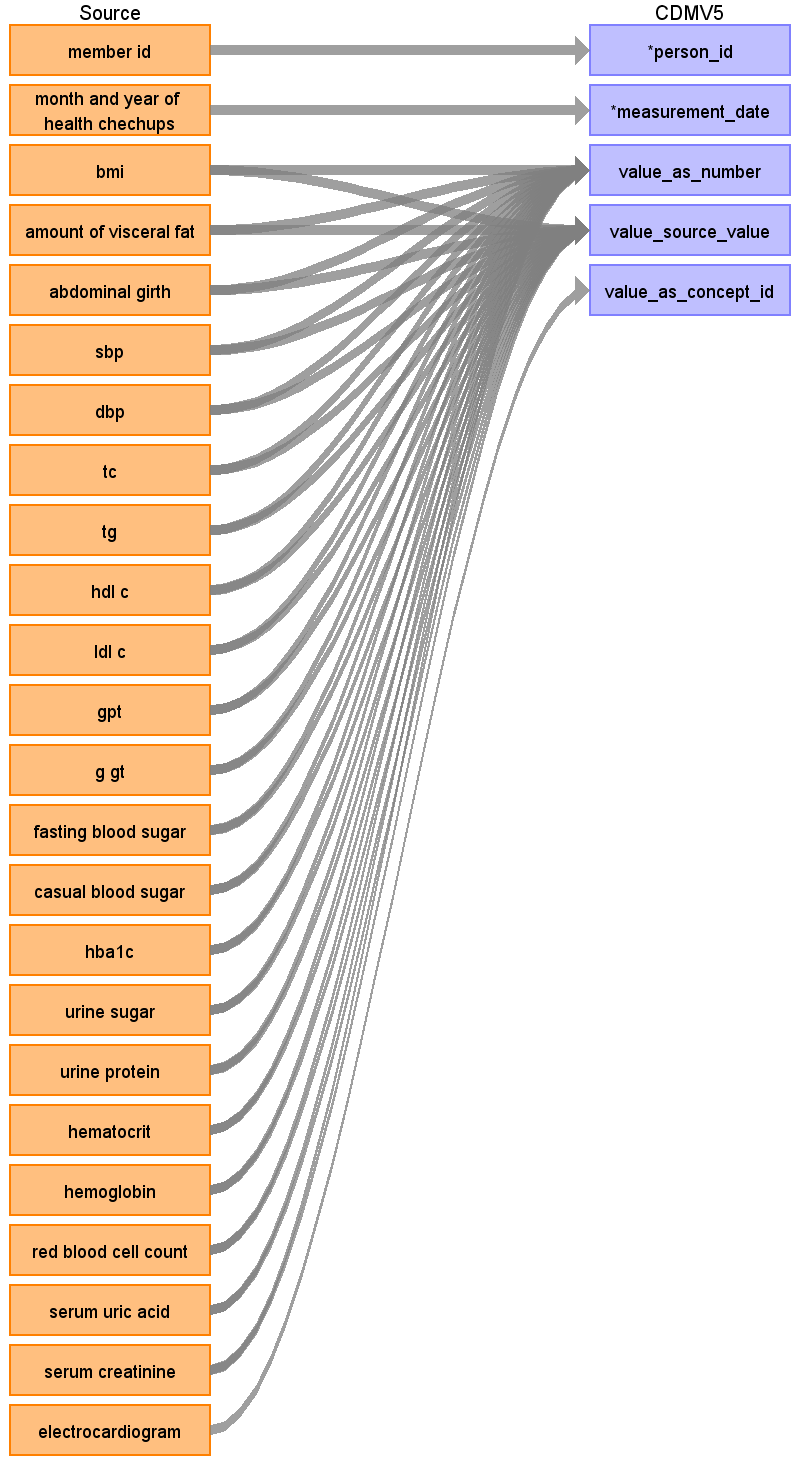 Source
CDMV5
member id
*person_id
month and year of
health chechups
*measurement_date
bmi
value_as_number
amount of visceral fat
value_source_value
abdominal girth
value_as_concept_id
sbp
dbp
tc
tg
hdl c
ldl c
gpt
g gt
fasting blood sugar
casual blood sugar
hba1c
urine sugar
urine protein
hematocrit
hemoglobin
red blood cell count
serum uric acid
serum creatinine
electrocardiogram